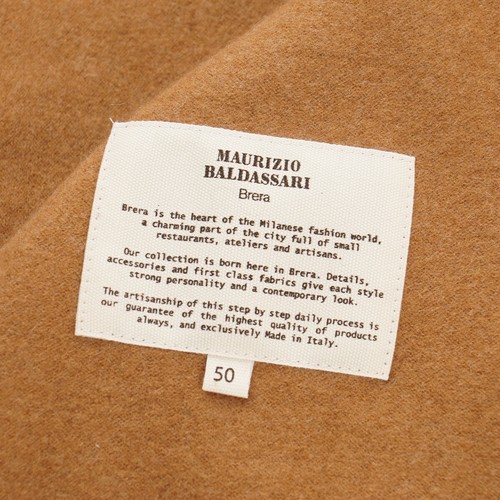 MAURIZIO
BALDASSARI
Brera
Brera is the heart of the Milanese fashion world,
a charming part of the city full of small
restaurants, ateliers and artisans.
Our collection is born here in Brera. Details,
accessories and first class fabrics give each style
strong personality and a contemporary look.
The artisanship of this step by step daily process is
our guarantee of the highest quality of products
always, and exclusively Made in Italy.
50